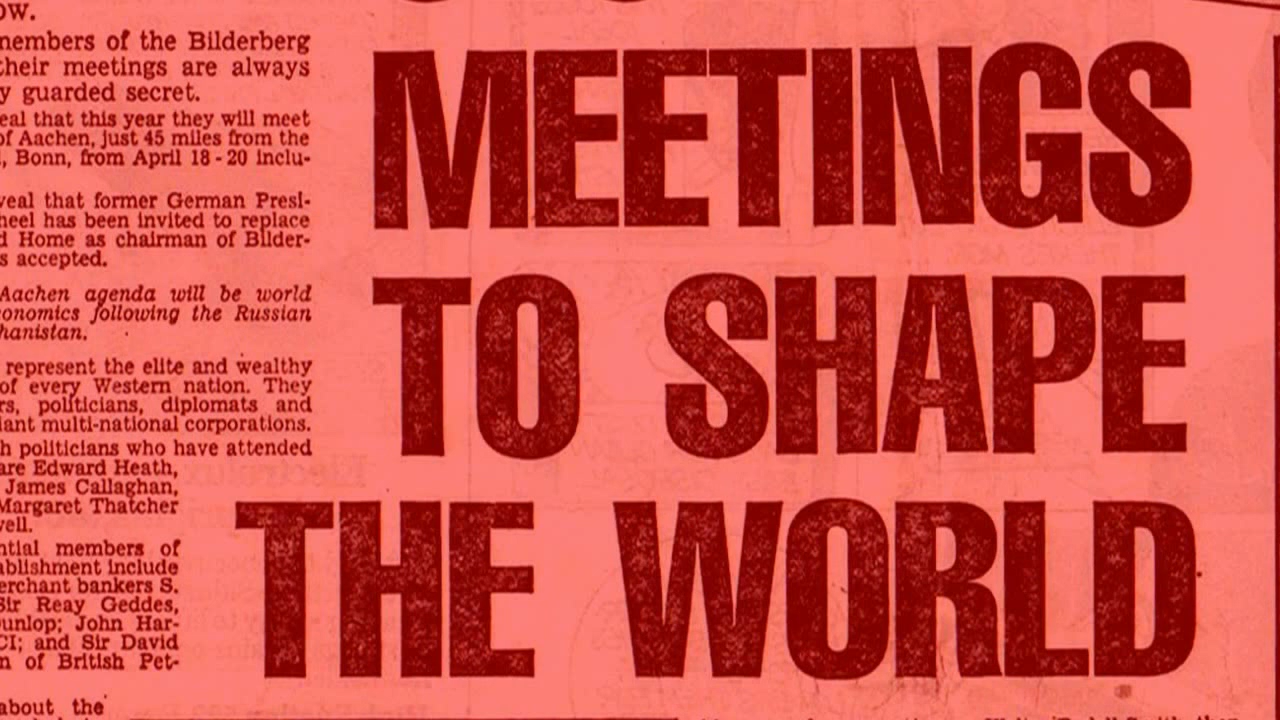 ow.
members of the Bilderberg
their meetings are always
y guarded secret.
eal that this year they will meet
of Aachen, just 45 miles from the
, Bonn, from April 18-20 inclu-
veal that former German Presi-
heel has been invited to replace
d Home as chairman of Bilder-
s accepted.
Aachen agenda will be world
conomics following the Russian
hanistan.
represent the elite and wealthy
of every Western nation. They
rs, politicians, diplomats and
iant multi-national corporations.
h politicians who have attended
are Edward Heath,
James Callaghan,
Margaret Thatcher
well.
ntial members of
ablishment include
erchant bankers S.
Sir Reay Geddes,
Dunlop; John Har-
CI; and Sir David
n of British Pet-
about the
MEETINGS
TO SHAPE
THE WORLD